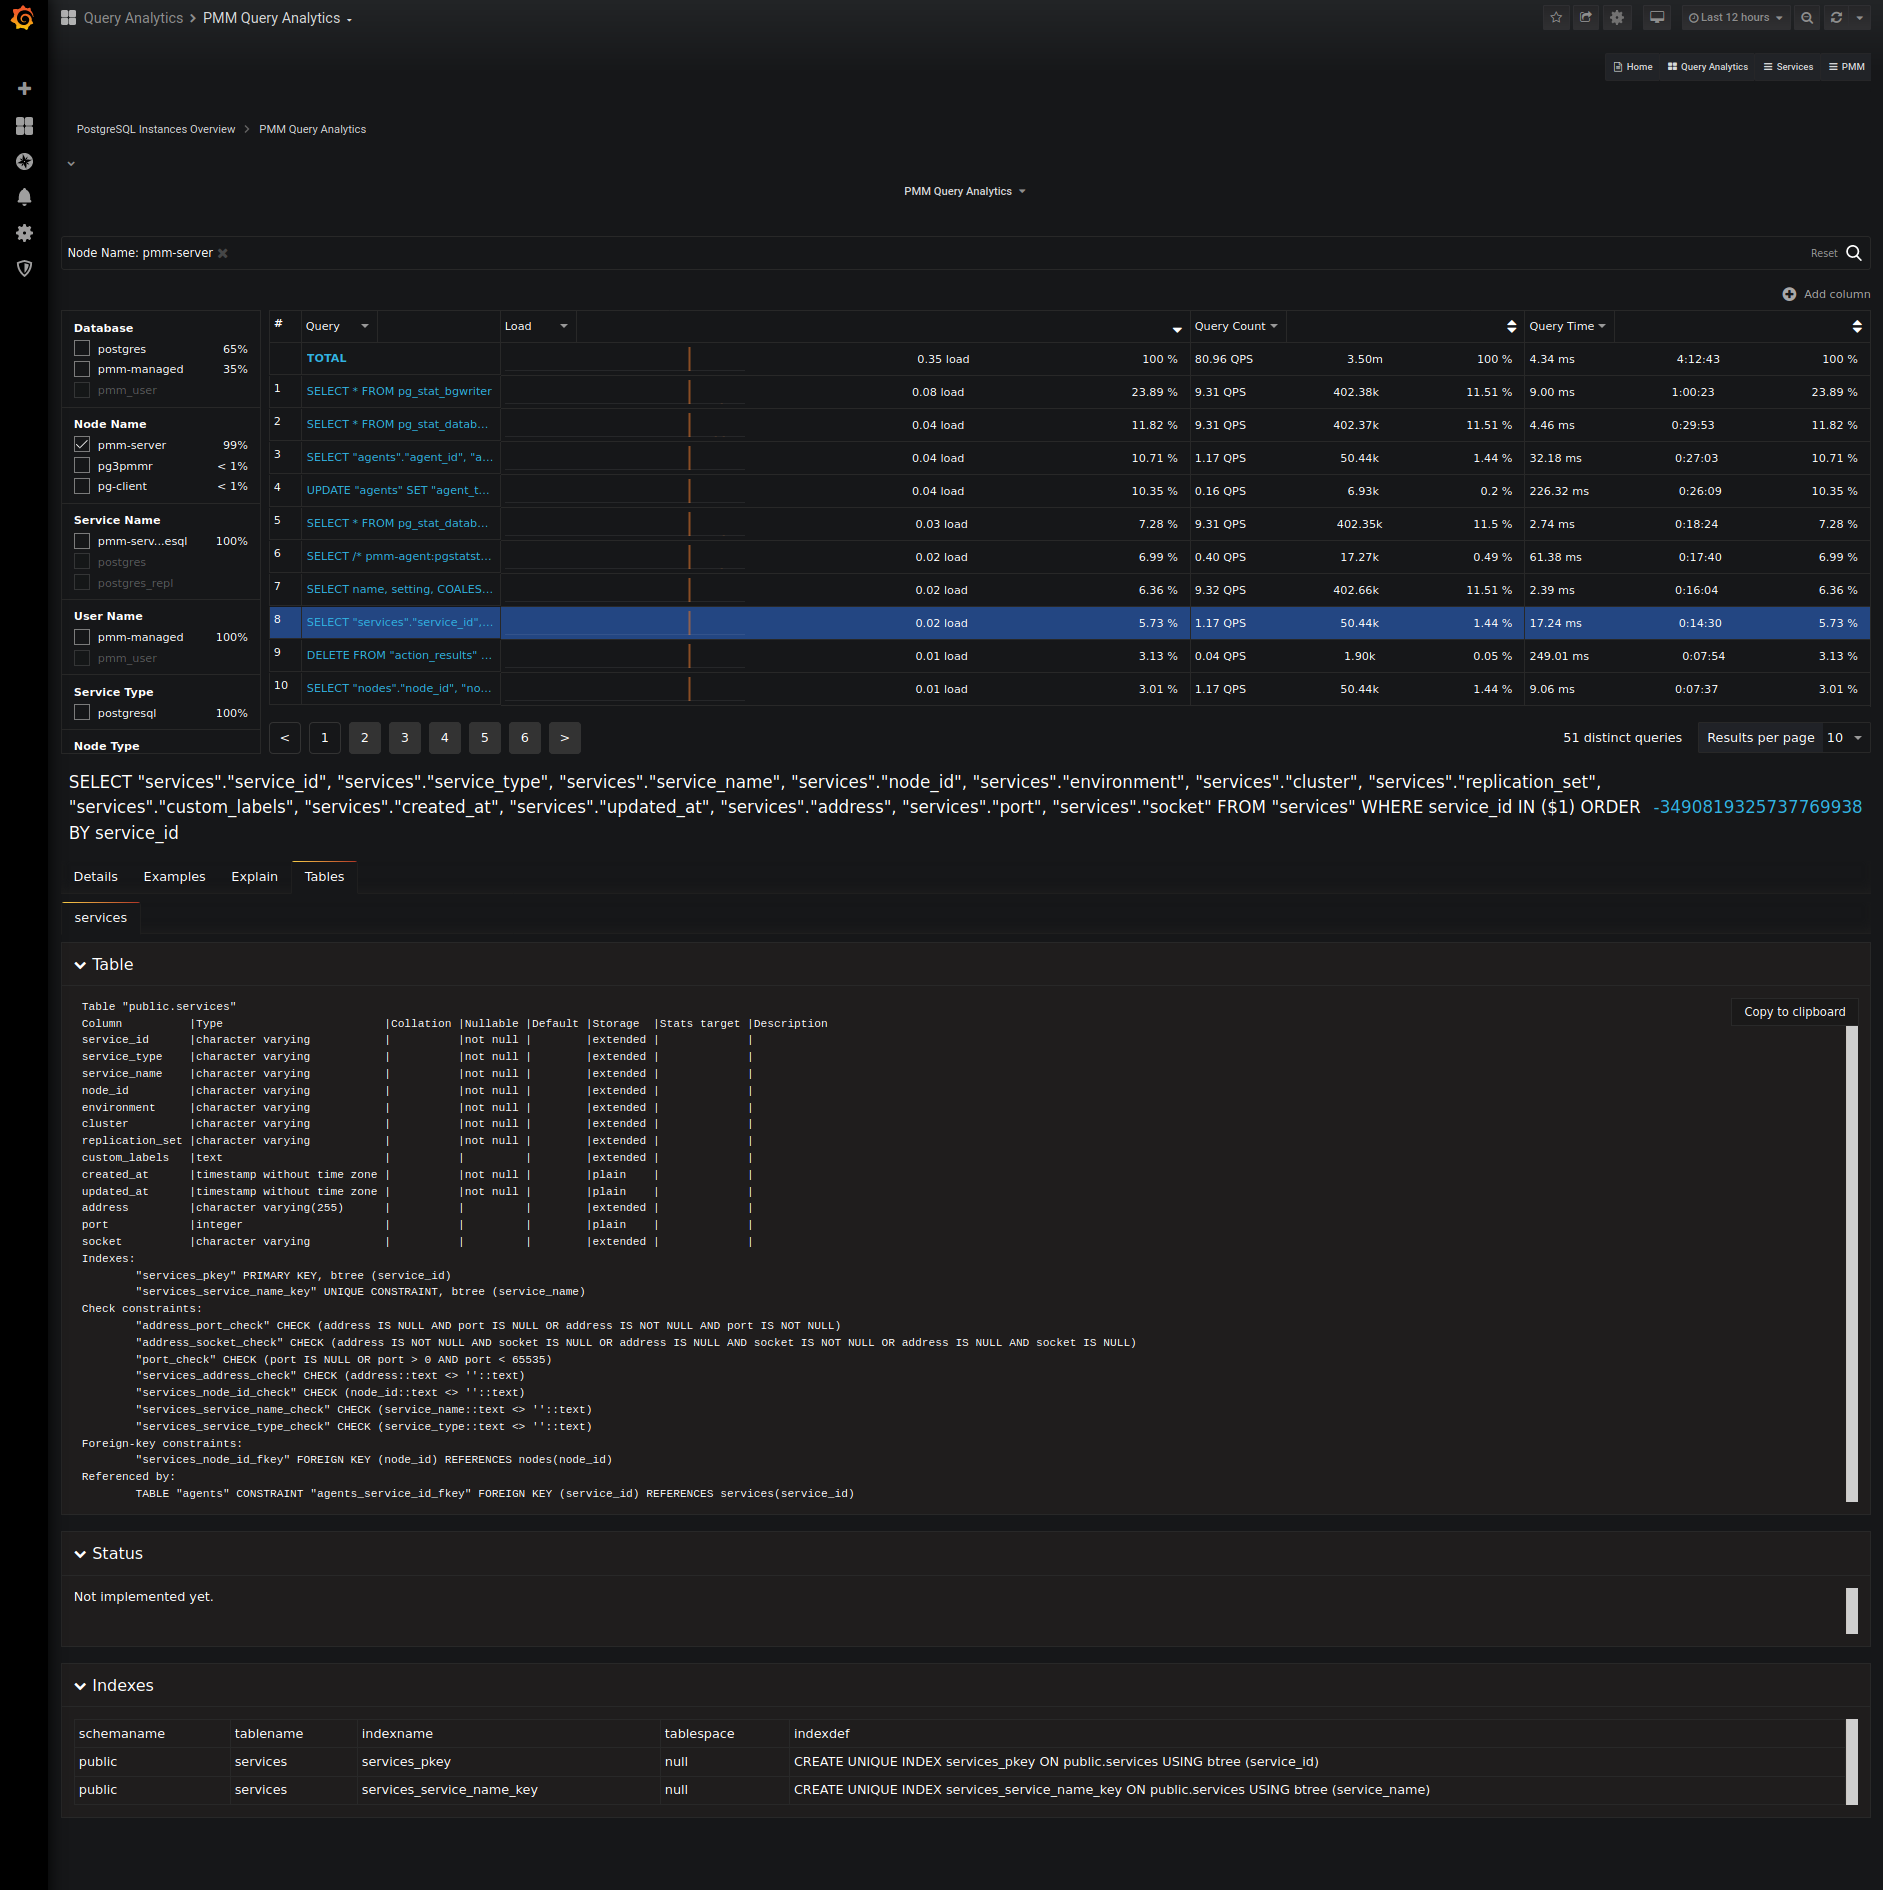 Query Analytics > PMM Query Analytics
Last 12 hours
Home Query Analytics Services PMM
PostgreSQL Instances Overview > PMM Query Analytics
PMM Query Analytics
Node Name: pmm-server
Reset
Add column
Database
postgres 65%
pmm-managed 35%
pmm_user
Node Name
pmm-server 99%
pg3pmmr < 1%
pg-client < 1%
Service Name
pmm-serv...esql 100%
postgres
postgres_repl
User Name
pmm-managed 100%
pmm_user
Service Type
postgresql 100%
Node Type
# Query Load Query Count Query Time
TOTAL 0.35 load 100 % 80.96 QPS 3.50m 100 % 4.34 ms 4:12:43 100 %
1 SELECT * FROM pg_stat_bgwriter 0.08 load 23.89 % 9.31 QPS 402.38k 11.51 % 9.00 ms 1:00:23 23.89 %
2 SELECT * FROM pg_stat_datab... 0.04 load 11.82 % 9.31 QPS 402.37k 11.51 % 4.46 ms 0:29:53 11.82 %
3 SELECT "agents"."agent_id", "a... 0.04 load 10.71 % 1.17 QPS 50.44k 1.44 % 32.18 ms 0:27:03 10.71 %
4 UPDATE "agents" SET "agent_t... 0.04 load 10.35 % 0.16 QPS 6.93k 0.2 % 226.32 ms 0:26:09 10.35 %
5 SELECT * FROM pg_stat_datab... 0.03 load 7.28 % 9.31 QPS 402.35k 11.5 % 2.74 ms 0:18:24 7.28 %
6 SELECT /* pmm-agent:pgstatst... 0.02 load 6.99 % 0.40 QPS 17.27k 0.49 % 61.38 ms 0:17:40 6.99 %
7 SELECT name, setting, COALES... 0.02 load 6.36 % 9.32 QPS 402.66k 11.51 % 2.39 ms 0:16:04 6.36 %
8 SELECT "services"."service_id",... 0.02 load 5.73 % 1.17 QPS 50.44k 1.44 % 17.24 ms 0:14:30 5.73 %
9 DELETE FROM "action_results" ... 0.01 load 3.13 % 0.04 QPS 1.90k 0.05 % 249.01 ms 0:07:54 3.13 %
10 SELECT "nodes"."node_id", "no... 0.01 load 3.01 % 1.17 QPS 50.44k 1.44 % 9.06 ms 0:07:37 3.01 %
< 1 2 3 4 5 6 > 51 distinct queries Results per page 10
SELECT "services"."service_id", "services"."service_type", "services"."service_name", "services"."node_id", "services"."environment", "services"."cluster", "services"."replication_set",
"services"."custom_labels", "services"."created_at", "services"."updated_at", "services"."address", "services"."port", "services"."socket" FROM "services" WHERE service_id IN ($1) ORDER -3490819325737769938
BY service_id
Details Examples Explain Tables
services
Table
Copy to clipboard
Table "public.services"
Column |Type |Collation |Nullable |Default |Storage |Stats target |Description
service_id |character varying | |not null | |extended | |
service_type |character varying | |not null | |extended | |
service_name |character varying | |not null | |extended | |
node_id |character varying | |not null | |extended | |
environment |character varying | |not null | |extended | |
cluster |character varying | |not null | |extended | |
replication_set |character varying | |not null | |extended | |
custom_labels |text | | | |extended | |
created_at |timestamp without time zone | |not null | |plain | |
updated_at |timestamp without time zone | |not null | |plain | |
address |character varying(255) | | | |extended | |
port |integer | | | |plain | |
socket |character varying | | | |extended | |
Indexes:
"services_pkey" PRIMARY KEY, btree (service_id)
"services_service_name_key" UNIQUE CONSTRAINT, btree (service_name)
Check constraints:
"address_port_check" CHECK (address IS NULL AND port IS NULL OR address IS NOT NULL AND port IS NOT NULL)
"address_socket_check" CHECK (address IS NOT NULL AND socket IS NULL OR address IS NULL AND socket IS NOT NULL OR address IS NULL AND socket IS NULL)
"port_check" CHECK (port IS NULL OR port > 0 AND port < 65535)
"services_address_check" CHECK (address::text <> ''::text)
"services_node_id_check" CHECK (node_id::text <> ''::text)
"services_service_name_check" CHECK (service_name::text <> ''::text)
"services_service_type_check" CHECK (service_type::text <> ''::text)
Foreign-key constraints:
"services_node_id_fkey" FOREIGN KEY (node_id) REFERENCES nodes(node_id)
Referenced by:
TABLE "agents" CONSTRAINT "agents_service_id_fkey" FOREIGN KEY (service_id) REFERENCES services(service_id)
Status
Not implemented yet.
Indexes
schemaname tablename indexname tablespace indexdef
public services services_pkey null CREATE UNIQUE INDEX services_pkey ON public.services USING btree (service_id)
public services services_service_name_key null CREATE UNIQUE INDEX services_service_name_key ON public.services USING btree (service_name)